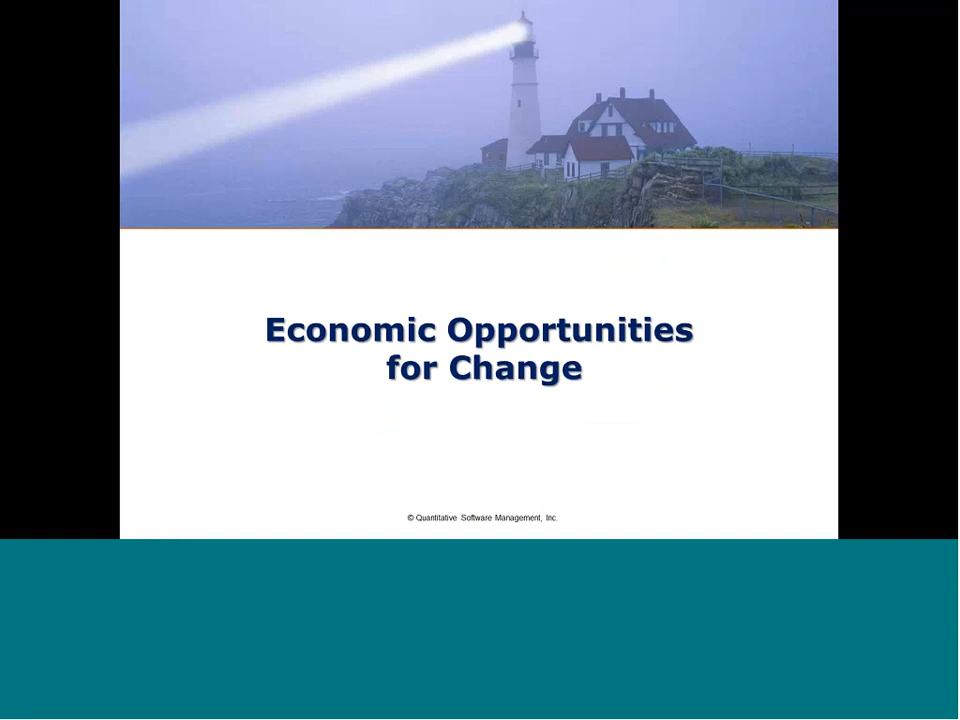 Economic Opportunities
for Change
© Quantitative Software Management, Inc.